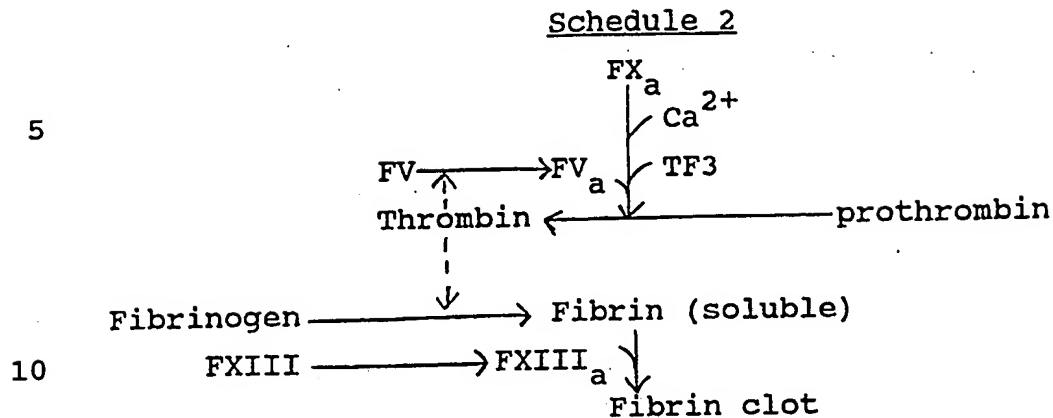 Schedule 2
FXa
5 Ca2+
FV FVa TF3
Thrombin prothrombin
Fibrinogen Fibrin (soluble)
10 FXIII FXIIIa
Fibrin clot